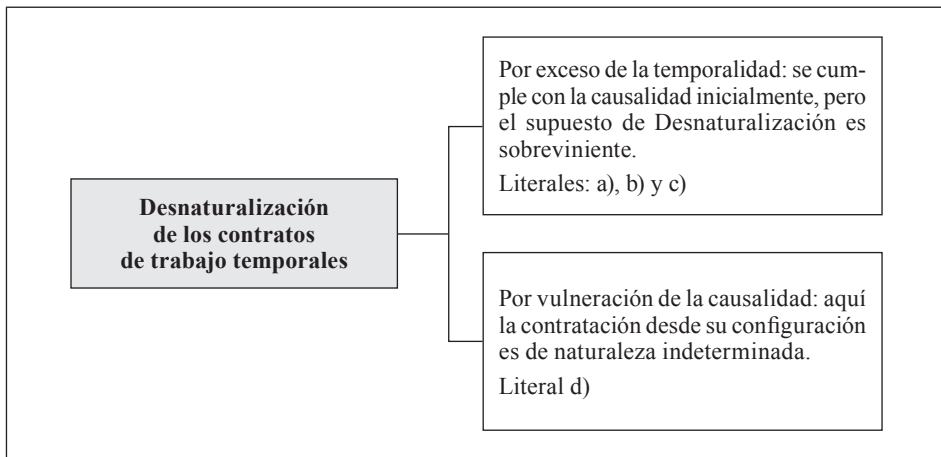 Desnaturalización
de los contratos
de trabajo temporales
Por exceso de la temporalidad: se cum-
ple con la causalidad inicialmente, pero
el supuesto de Desnaturalización es
sobreviniente.
Literales: a), b) y c)
Por vulneración de la causalidad: aquí
la contratación desde su configuración
es de naturaleza indeterminada.
Literal d)